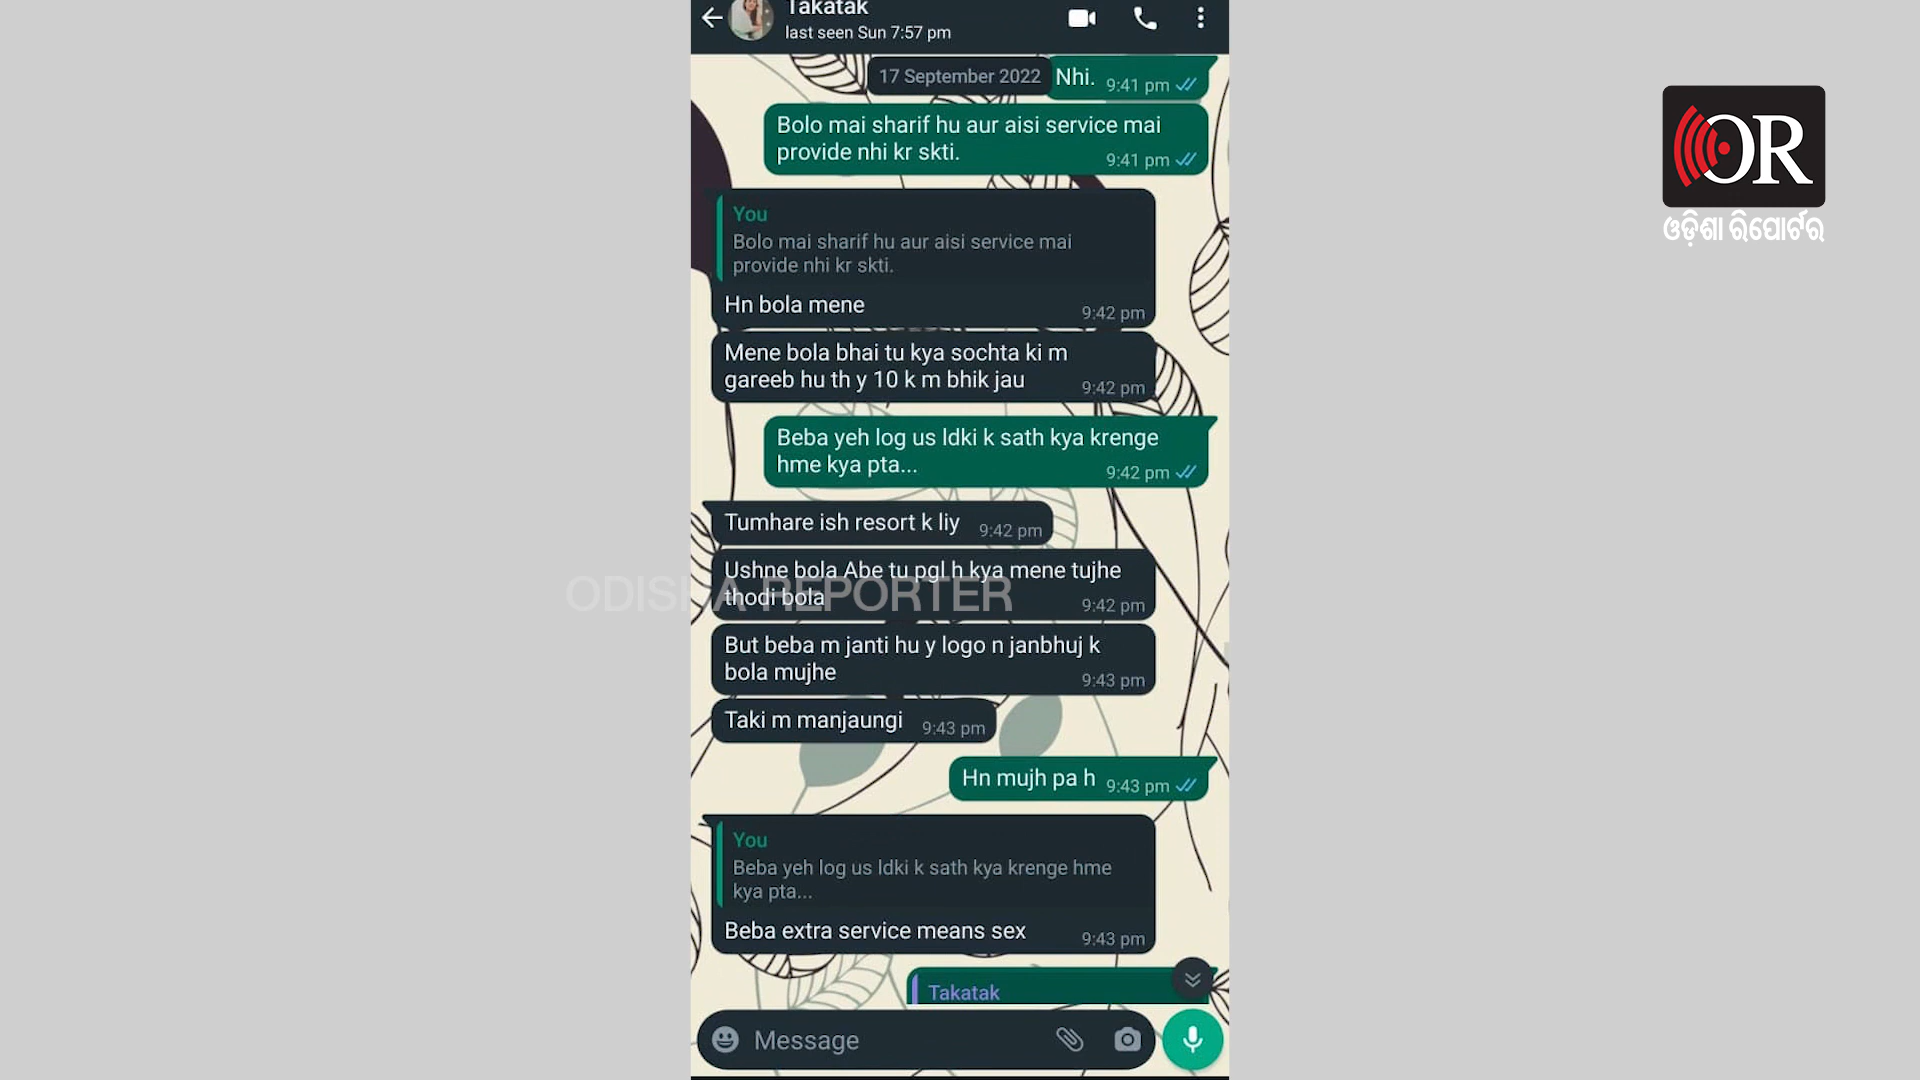 Takatak
last seen Sun 7:57 pm
17 September 2022
Nhi. 9:41 pm
Bolo mai sharif hu aur aisi service mai
provide nhi kr skti. 9:41 pm
You
Bolo mai sharif hu aur aisi service mai
provide nhi kr skti.
Hn bola mene 9:42 pm
Mene bola bhai tu kya sochta ki m
gareeb hu th y 10 k m bhik jau 9:42 pm
Beba yeh log us ldki k sath kya krenge
hme kya pta... 9:42 pm
Tumhare ish resort k liy 9:42 pm
Ushne bola Abe tu pgl h kya mene tujhe
thodi bola 9:42 pm
But beba m janti hu y logo n janbhuj k
bola mujhe 9:43 pm
Taki m manjaungi 9:43 pm
Hn mujh pa h 9:43 pm
You
Beba yeh log us ldki k sath kya krenge hme
kya pta...
Beba extra service means sex 9:43 pm
Takatak
Message
OR
ଓଡ଼ିଶା ରିପୋର୍ଟର
ODISHA REPORTER